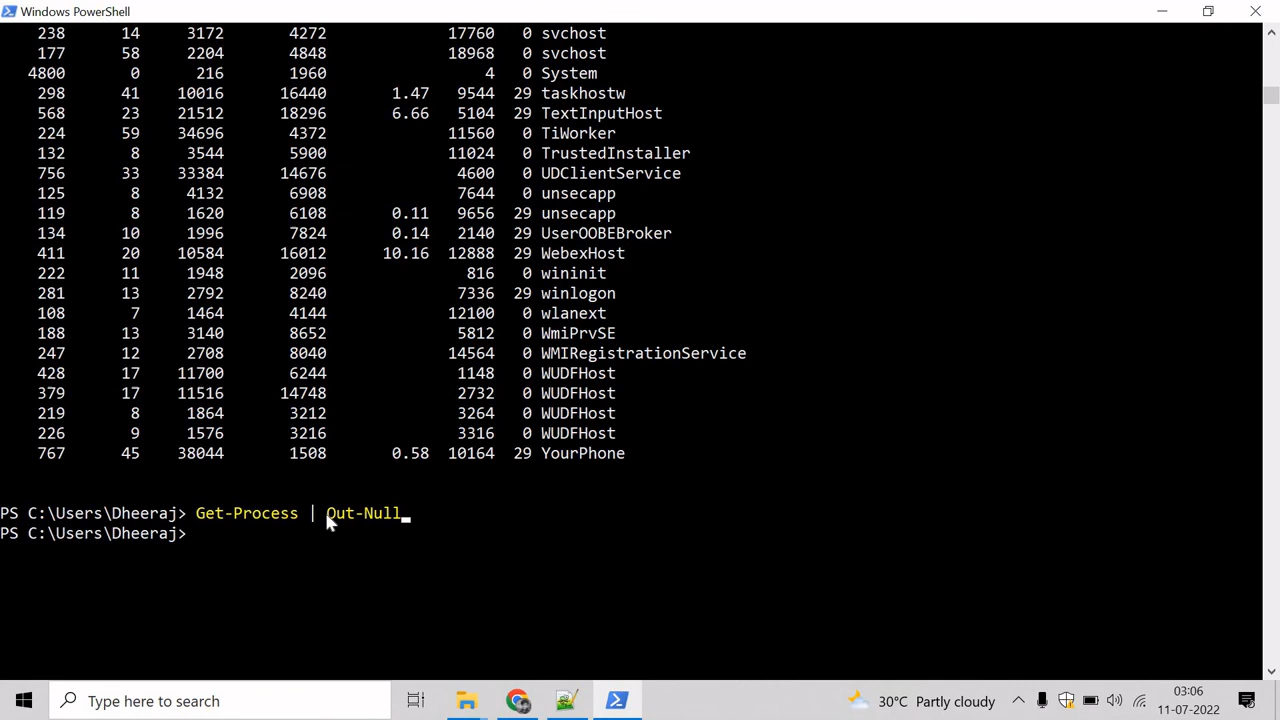 Windows PowerShell
238 14 3172 4272 17760 0 svchost
177 58 2204 4848 18968 0 svchost
4800 0 216 1960 4 0 System
298 41 10016 16440 1.47 9544 29 taskhostw
568 23 21512 18296 6.66 5104 29 TextInputHost
224 59 34696 4372 11560 0 TiWorker
132 8 3544 5900 11024 0 TrustedInstaller
756 33 33384 14676 4600 0 UDClientService
125 8 4132 6908 7644 0 unsecapp
119 8 1620 6108 0.11 9656 29 unsecapp
134 10 1996 7824 0.14 2140 29 UserOOBEBroker
411 20 10584 16012 10.16 12888 29 WebexHost
222 11 1948 2096 816 0 wininit
281 13 2792 8240 7336 29 winlogon
108 7 1464 4144 12100 0 wlanext
188 13 3140 8652 5812 0 WmiPrvSE
247 12 2708 8040 14564 0 WMIRegistrationService
428 17 11700 6244 1148 0 WUDFHost
379 17 11516 14748 2732 0 WUDFHost
219 8 1864 3212 3264 0 WUDFHost
226 9 1576 3216 3316 0 WUDFHost
767 45 38044 1508 0.58 10164 29 YourPhone
PS C:\Users\Dheeraj> Get-Process | Out-Null
PS C:\Users\Dheeraj>
Type here to search
30°C Partly cloudy
03:06
11-07-2022